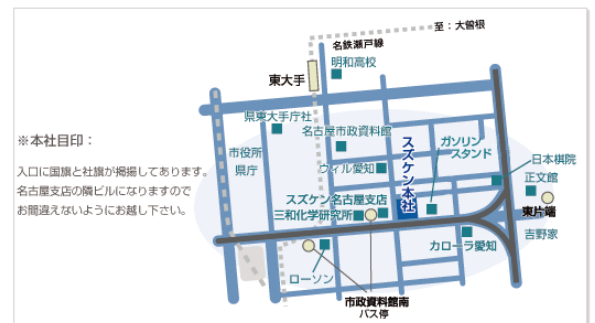 至：大曽根
名鉄瀬戸線
明和高校
東大手
県東大手庁社
名古屋市政資料館
市役所
県庁
ウィル愛知
スズケン本社
ガソリン
スタンド
日本棋院
正文館
東片端
吉野家
スズケン名古屋支店
三和化学研究所
カローラ愛知
ローソン
市政資料館南
バス停
※本社目印：
入口に国旗と社旗が掲揚してあります。
名古屋支店の隣ビルになりますので
お間違えないようにお越し下さい。